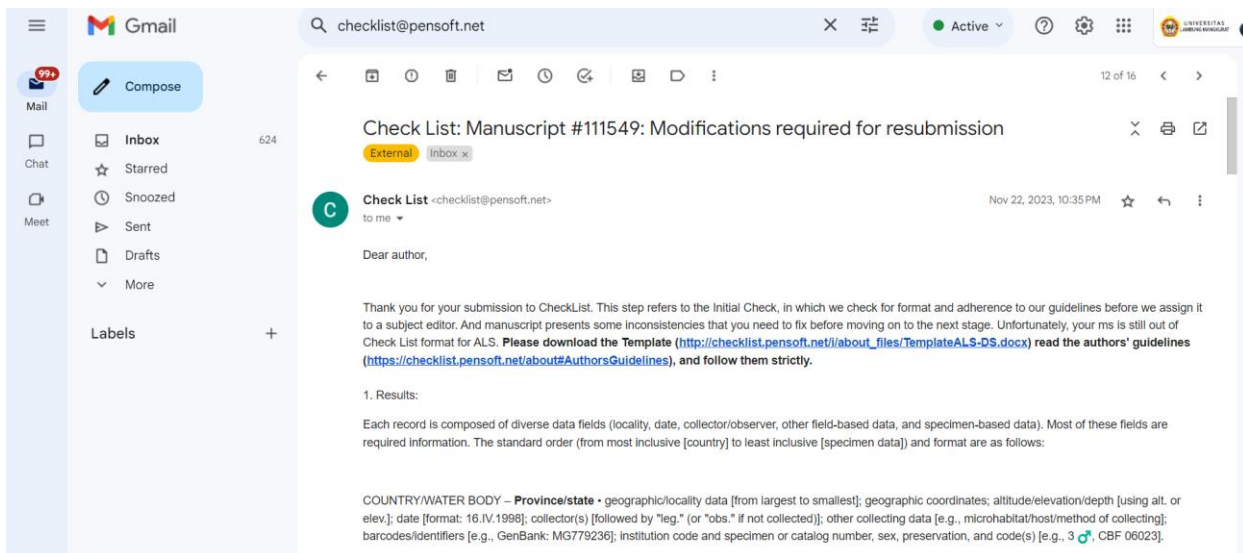 Gmail
checklist@pensoft.net
Active
UNIVERSITAS
LAMBUNG MANGKURAT
99+
Mail
Chat
Meet
Compose
Inbox 624
Starred
Snoozed
Sent
Drafts
More
Labels
12 of 16
Check List: Manuscript #111549: Modifications required for resubmission
External Inbox x
C
Check List <checklist@pensoft.net>
Nov 22, 2023, 10:35 PM
to me
Dear author,
Thank you for your submission to CheckList. This step refers to the Initial Check, in which we check for format and adherence to our guidelines before we assign it
to a subject editor. And manuscript presents some inconsistencies that you need to fix before moving on to the next stage. Unfortunately, your ms is still out of
Check List format for ALS. Please download the Template (http://checklist.pensoft.net/i/about_files/TemplateALS-DS.docx) read the authors' guidelines
(https://checklist.pensoft.net/about#AuthorsGuidelines), and follow them strictly.
1. Results:
Each record is composed of diverse data fields (locality, date, collector/observer, other field-based data, and specimen-based data). Most of these fields are
required information. The standard order (from most inclusive [country] to least inclusive [specimen data]) and format are as follows:
COUNTRY/WATER BODY – Province/state • geographic/locality data [from largest to smallest]; geographic coordinates; altitude/elevation/depth [using alt. or
elev.]; date [format: 16.IV.1998]; collector(s) [followed by "leg." (or "obs." if not collected)]; other collecting data [e.g., microhabitat/host/method of collecting];
barcodes/identifiers [e.g., GenBank: MG779236]; institution code and specimen or catalog number, sex, preservation, and code(s) [e.g., 3 ♂, CBF 06023].